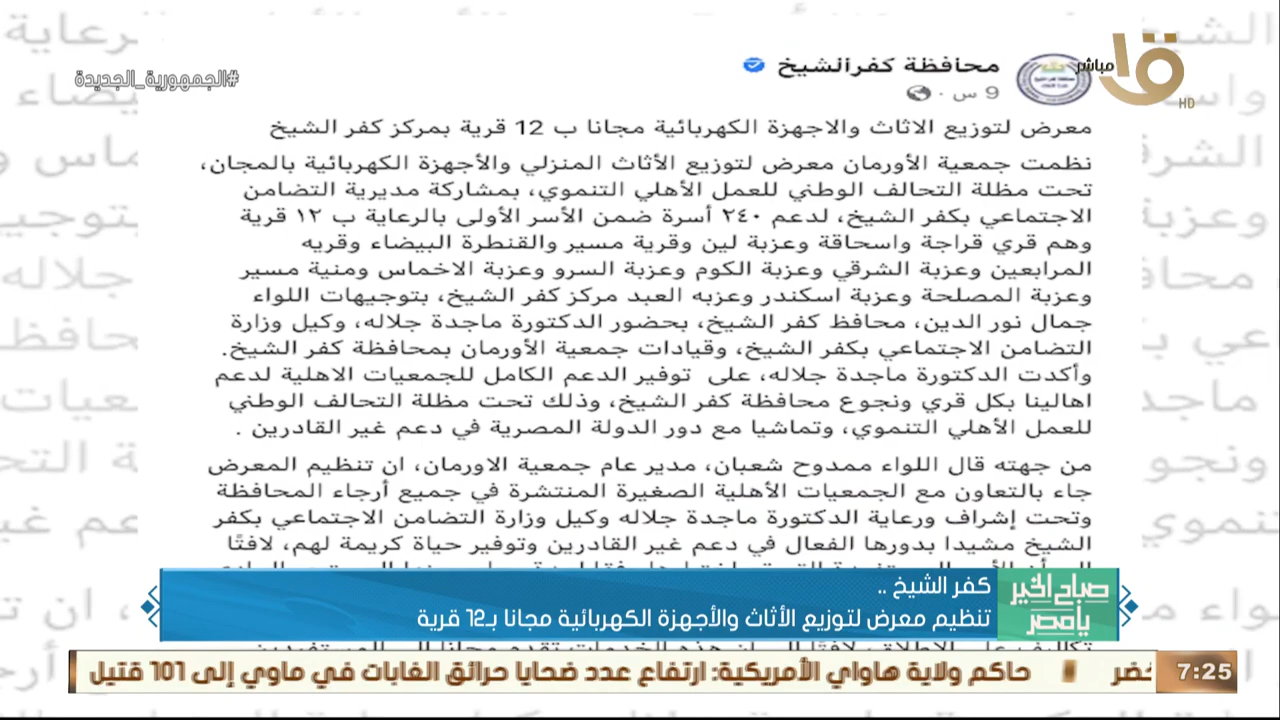 مباشر
HD
#الجمهورية_الجديدة
محافظة كفرالشيخ
9 س
معرض لتوزيع الاثاث والاجهزة الكهربائية مجانا ب 12 قرية بمركز كفر الشيخ
نظمت جمعية الأورمان معرض لتوزيع الأثاث المنزلي والأجهزة الكهربائية بالمجان،
تحت مظلة التحالف الوطني للعمل الأهلي التنموي، بمشاركة مديرية التضامن
الاجتماعي بكفر الشيخ، لدعم ٢٤٠ أسرة ضمن الأسر الأولى بالرعاية ب ١٢ قرية
وهم قري قراجة واسحاقة وعزبة لين وقرية مسير والقنطرة البيضاء وقريه
المرابعين وعزبة الشرقي وعزبة الكوم وعزبة السرو وعزبة الاخماس ومنية مسير
وعزبة المصلحة وعزبة اسكندر وعزبه العبد مركز كفر الشيخ، بتوجيهات اللواء
جمال نور الدين، محافظ كفر الشيخ، بحضور الدكتورة ماجدة جلاله، وكيل وزارة
التضامن الاجتماعي بكفر الشيخ، وقيادات جمعية الأورمان بمحافظة كفر الشيخ.
وأكدت الدكتورة ماجدة جلاله، على توفير الدعم الكامل للجمعيات الاهلية لدعم
اهالينا بكل قري ونجوع محافظة كفر الشيخ، وذلك تحت مظلة التحالف الوطني
للعمل الأهلي التنموي، وتماشيا مع دور الدولة المصرية في دعم غير القادرين .
من جهته قال اللواء ممدوح شعبان، مدير عام جمعية الاورمان، ان تنظيم المعرض
جاء بالتعاون مع الجمعيات الأهلية الصغيرة المنتشرة في جميع أرجاء المحافظة
وتحت إشراف ورعاية الدكتورة ماجدة جلاله وكيل وزارة التضامن الاجتماعي بكفر
الشيخ مشيدا بدورها الفعال في دعم غير القادرين وتوفير حياة كريمة لهم، لافتًا
صباح الخير
يا مصر
كفر الشيخ ..
تنظيم معرض لتوزيع الأثاث والأجهزة الكهربائية مجانا بـ12 قرية
حاكم ولاية هاواي الأمريكية: ارتفاع عدد ضحايا حرائق الغابات في ماوي إلى 101 قتيل
7:25